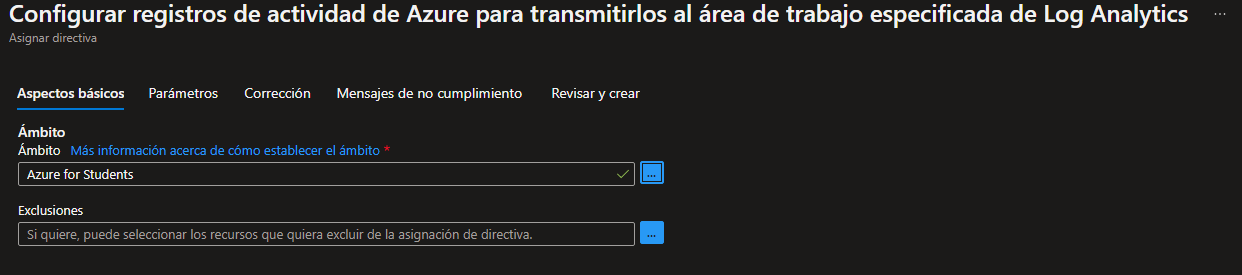 Configurar registros de actividad de Azure para transmitirlos al área de trabajo especificada de Log Analytics ...
Asignar directiva
Aspectos básicos Parámetros Corrección Mensajes de no cumplimiento Revisar y crear
Ámbito
Ámbito Más información acerca de cómo establecer el ámbito *
Azure for Students ...
Exclusiones
Si quiere, puede seleccionar los recursos que quiera excluir de la asignación de directiva. ...